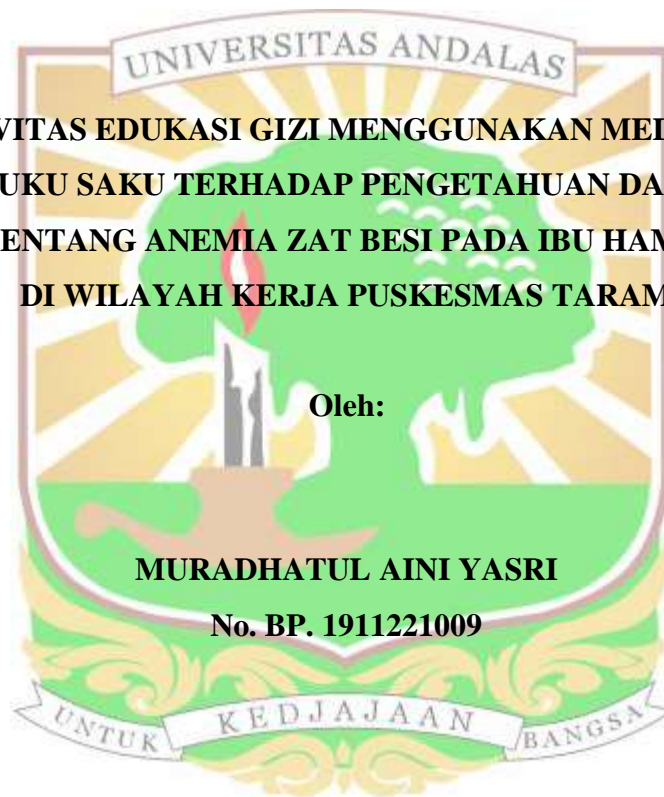 UNIVERSITAS ANDALAS
VITAS EDUKASI GIZI MENGGUNAKAN MED
UKU SAKU TERHADAP PENGETAHUAN DA
ENTANG ANEMIA ZAT BESI PADA IBU HAM
DI WILAYAH KERJA PUSKESMAS TARAM
Oleh:
MURADHATUL AINI YASRI
No. BP. 1911221009
UNTUK KEDJAJAAN BANGSA